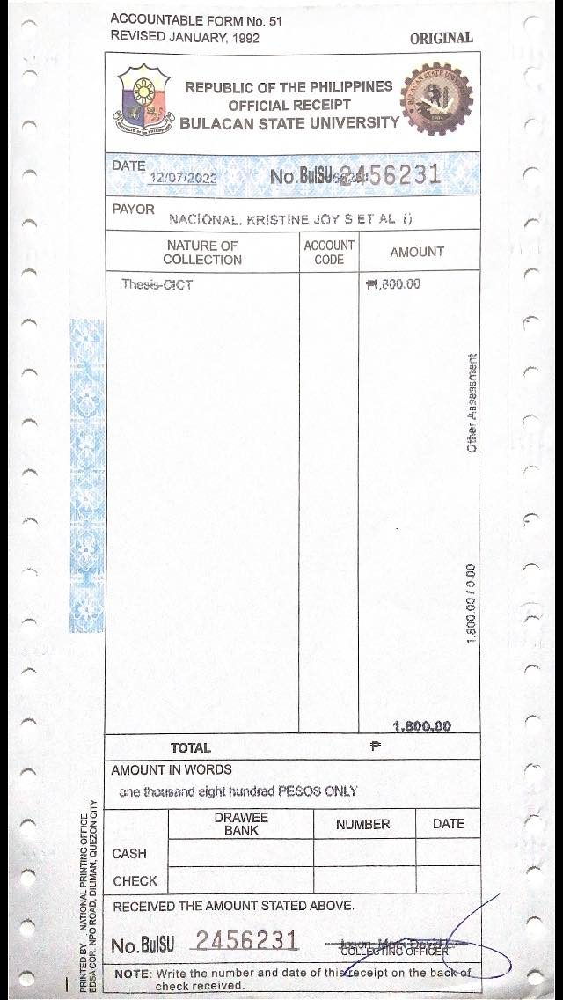 ACCOUNTABLE FORM No. 51
REVISED JANUARY, 1992
ORIGINAL
REPUBLIC OF THE PHILIPPINES
OFFICIAL RECEIPT
BULACAN STATE UNIVERSITY
DATE 12/07/2022 No. BulSU 2456231
PAYOR NACIONAL, KRISTINE JOY S ET AL ()
NATURE OF COLLECTION ACCOUNT CODE AMOUNT
Thesis-CICT ₱1,800.00
Other Assessment
1,800.00 / 0.00
1,800.00
TOTAL ₱
AMOUNT IN WORDS
one thousand eight hundred PESOS ONLY
DRAWEE BANK NUMBER DATE
CASH
CHECK
RECEIVED THE AMOUNT STATED ABOVE.
No. BulSU 2456231
COLLECTING OFFICER
NOTE: Write the number and date of this receipt on the back of
check received.
PRINTED BY NATIONAL PRINTING OFFICE
EDSA COR. NPO ROAD, DILIMAN, QUEZON CITY